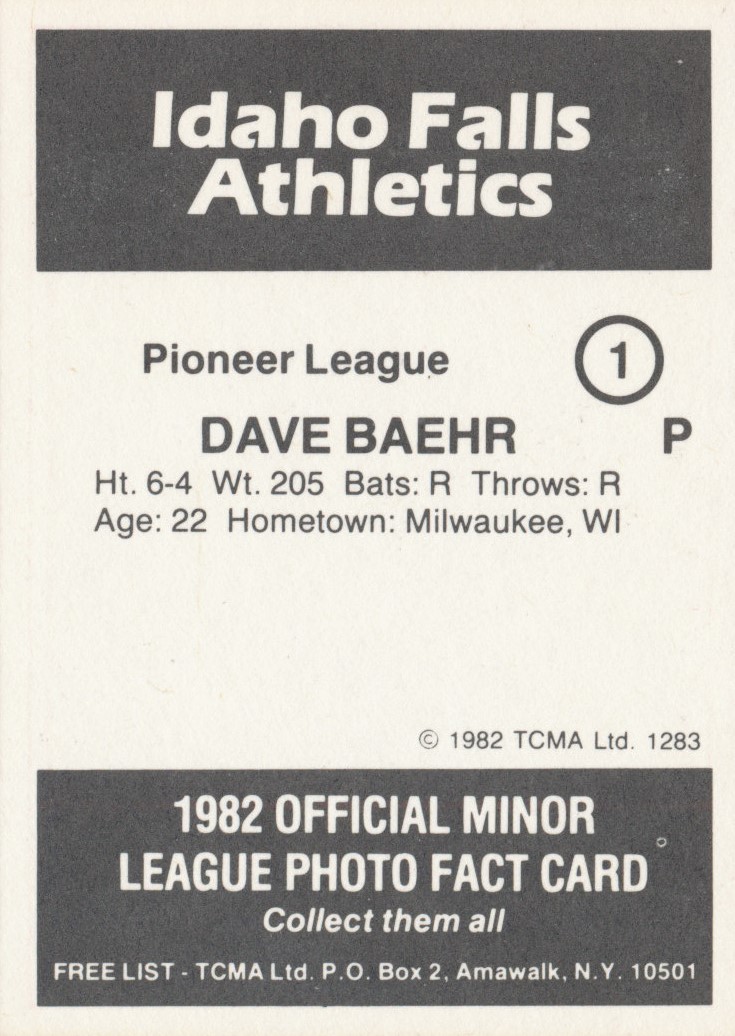 Idaho Falls
Athletics
Pioneer League
1
DAVE BAEHR P
Ht. 6-4 Wt. 205 Bats: R Throws: R
Age: 22 Hometown: Milwaukee, WI
© 1982 TCMA Ltd. 1283
1982 OFFICIAL MINOR
LEAGUE PHOTO FACT CARD
Collect them all
FREE LIST - TCMA Ltd. P.O. Box 2, Amawalk, N.Y. 10501